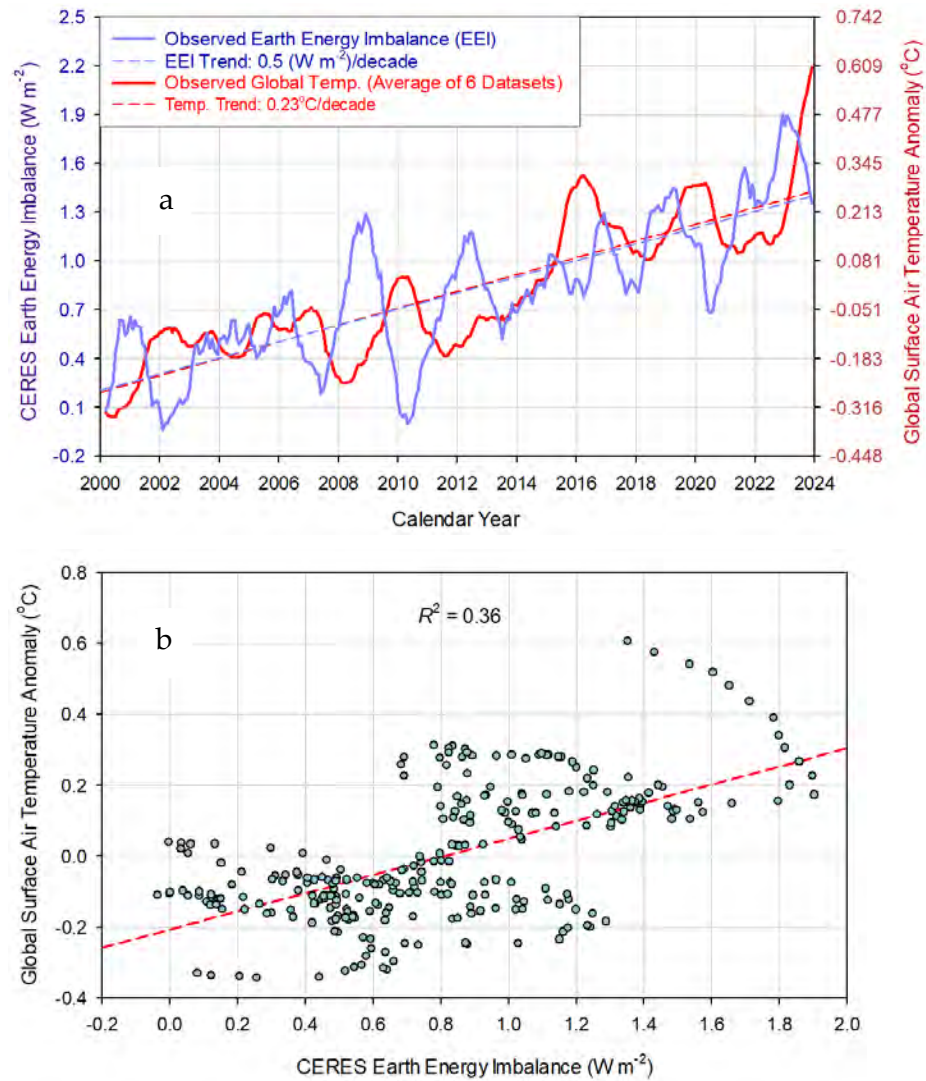 Observed Earth Energy Imbalance (EEI)
EEI Trend: 0.5 (W m-2)/decade
Observed Global Temp. (Average of 6 Datasets)
Temp. Trend: 0.23°C/decade
a
CERES Earth Energy Imbalance (W m-2)
2.5
2.2
1.9
1.6
1.3
1.0
0.7
0.4
0.1
-0.2
0.742
0.609
0.477
0.345
0.213
0.081
-0.051
-0.183
-0.316
-0.448
Global Surface Air Temperature Anomaly (°C)
2000 2002 2004 2006 2008 2010 2012 2014 2016 2018 2020 2022 2024
Calendar Year
b
R2 = 0.36
Global Surface Air Temperature Anomaly (°C)
0.8
0.6
0.4
0.2
0.0
-0.2
-0.4
-0.2 0.0 0.2 0.4 0.6 0.8 1.0 1.2 1.4 1.6 1.8 2.0
CERES Earth Energy Imbalance (W m-2)